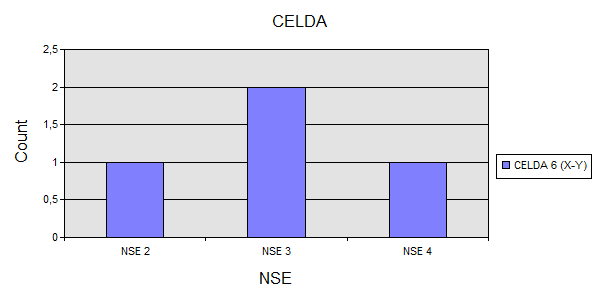 CELDA
2,5
2
1,5
1
0,5
0
Count
NSE 2
NSE 3
NSE 4
NSE
CELDA 6 (X-Y)